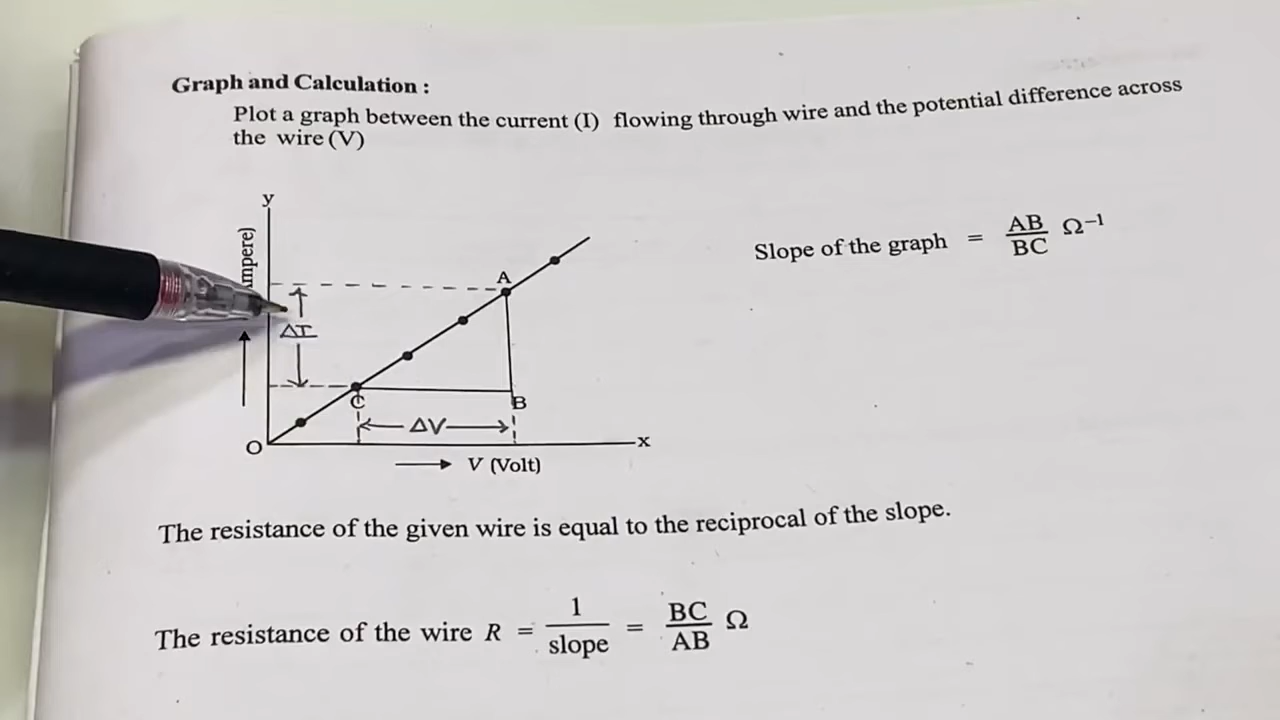 Graph and Calculation :
Plot a graph between the current (I) flowing through wire and the potential difference across
the wire (V)
y
A
ΔI
C
B
ΔV
O
x
V (Volt)
Slope of the graph = AB/BC Ω⁻¹
The resistance of the given wire is equal to the reciprocal of the slope.
The resistance of the wire R = 1/slope = BC/AB Ω